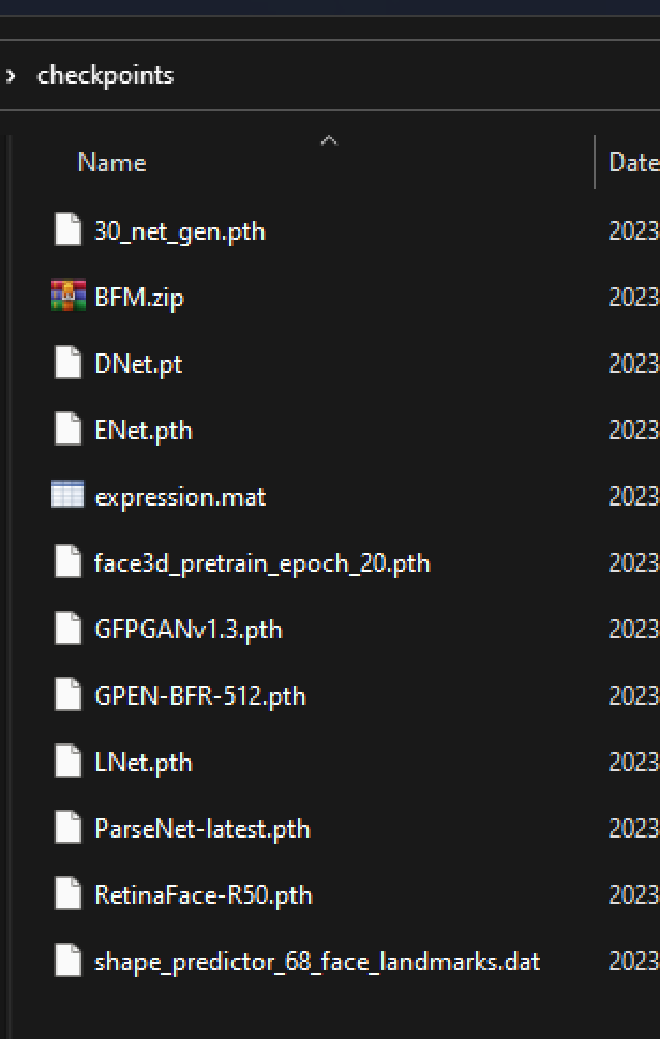 checkpoints
Name Date
30_net_gen.pth 2023
BFM.zip 2023
DNet.pt 2023
ENet.pth 2023
expression.mat 2023
face3d_pretrain_epoch_20.pth 2023
GFPGANv1.3.pth 2023
GPEN-BFR-512.pth 2023
LNet.pth 2023
ParseNet-latest.pth 2023
RetinaFace-R50.pth 2023
shape_predictor_68_face_landmarks.dat 2023